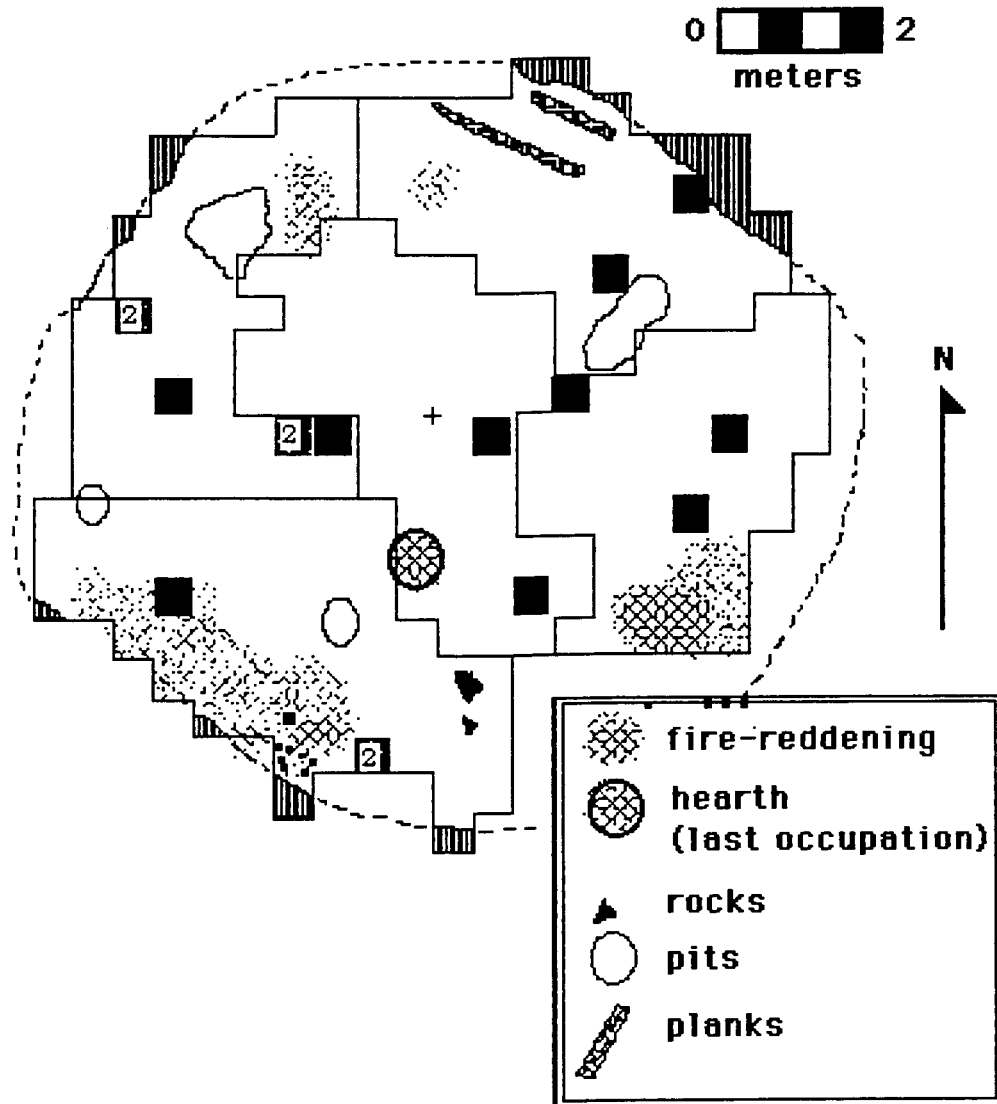 0 2
meters
2
N
2
2
fire-reddening
hearth
(last occupation)
rocks
pits
planks